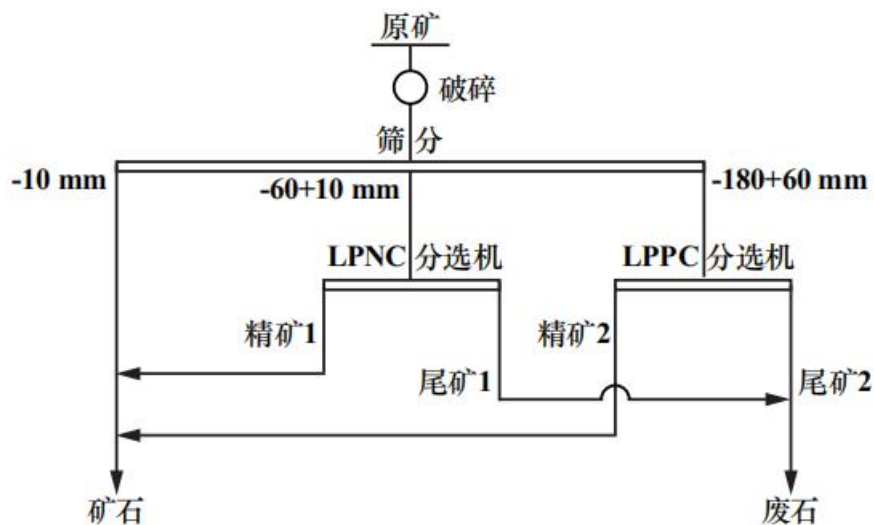 原矿
破碎
筛 分
-10 mm
-60+10 mm
-180+60 mm
LPNC 分选机
LPPC 分选机
精矿1
精矿2
尾矿1
尾矿2
矿石
废石